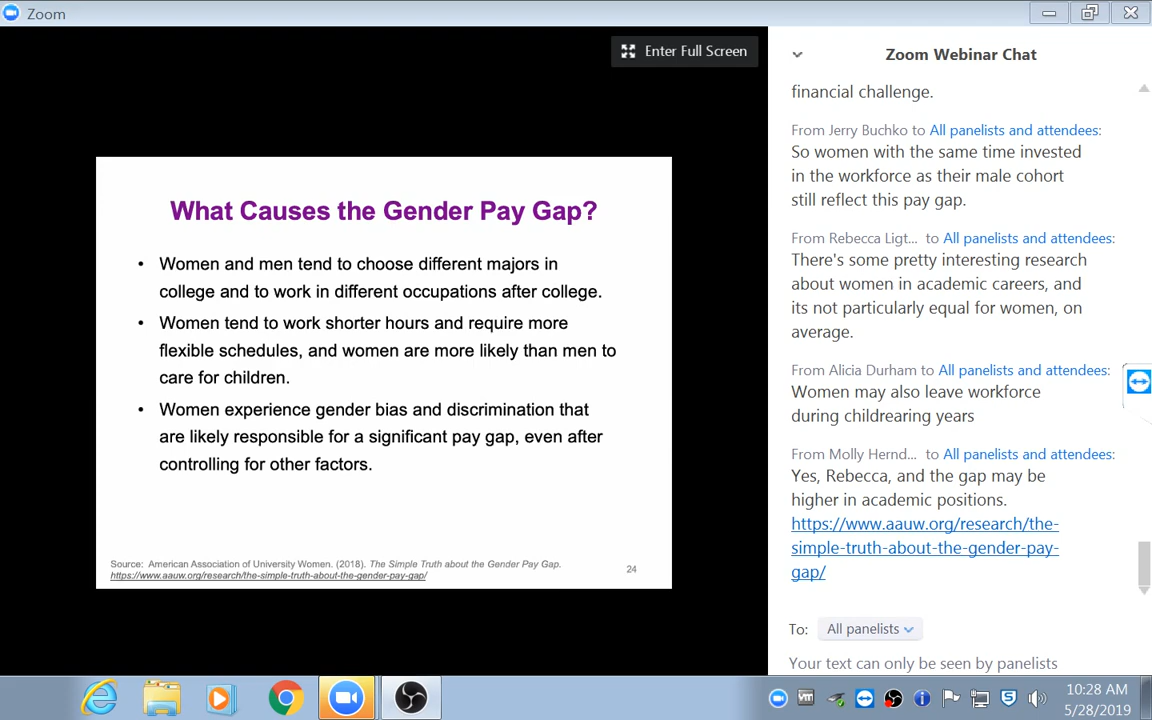 Zoom
Enter Full Screen
What Causes the Gender Pay Gap?
• Women and men tend to choose different majors in
college and to work in different occupations after college.
• Women tend to work shorter hours and require more
flexible schedules, and women are more likely than men to
care for children.
• Women experience gender bias and discrimination that
are likely responsible for a significant pay gap, even after
controlling for other factors.
Source: American Association of University Women. (2018). The Simple Truth about the Gender Pay Gap.
https://www.aauw.org/research/the-simple-truth-about-the-gender-pay-gap/
24
Zoom Webinar Chat
financial challenge.
From Jerry Buchko to All panelists and attendees:
So women with the same time invested
in the workforce as their male cohort
still reflect this pay gap.
From Rebecca Ligt... to All panelists and attendees:
There's some pretty interesting research
about women in academic careers, and
its not particularly equal for women, on
average.
From Alicia Durham to All panelists and attendees:
Women may also leave workforce
during childrearing years
From Molly Hernd... to All panelists and attendees:
Yes, Rebecca, and the gap may be
higher in academic positions.
https://www.aauw.org/research/the-
simple-truth-about-the-gender-pay-
gap/
To: All panelists
Your text can only be seen by panelists
10:28 AM
5/28/2019